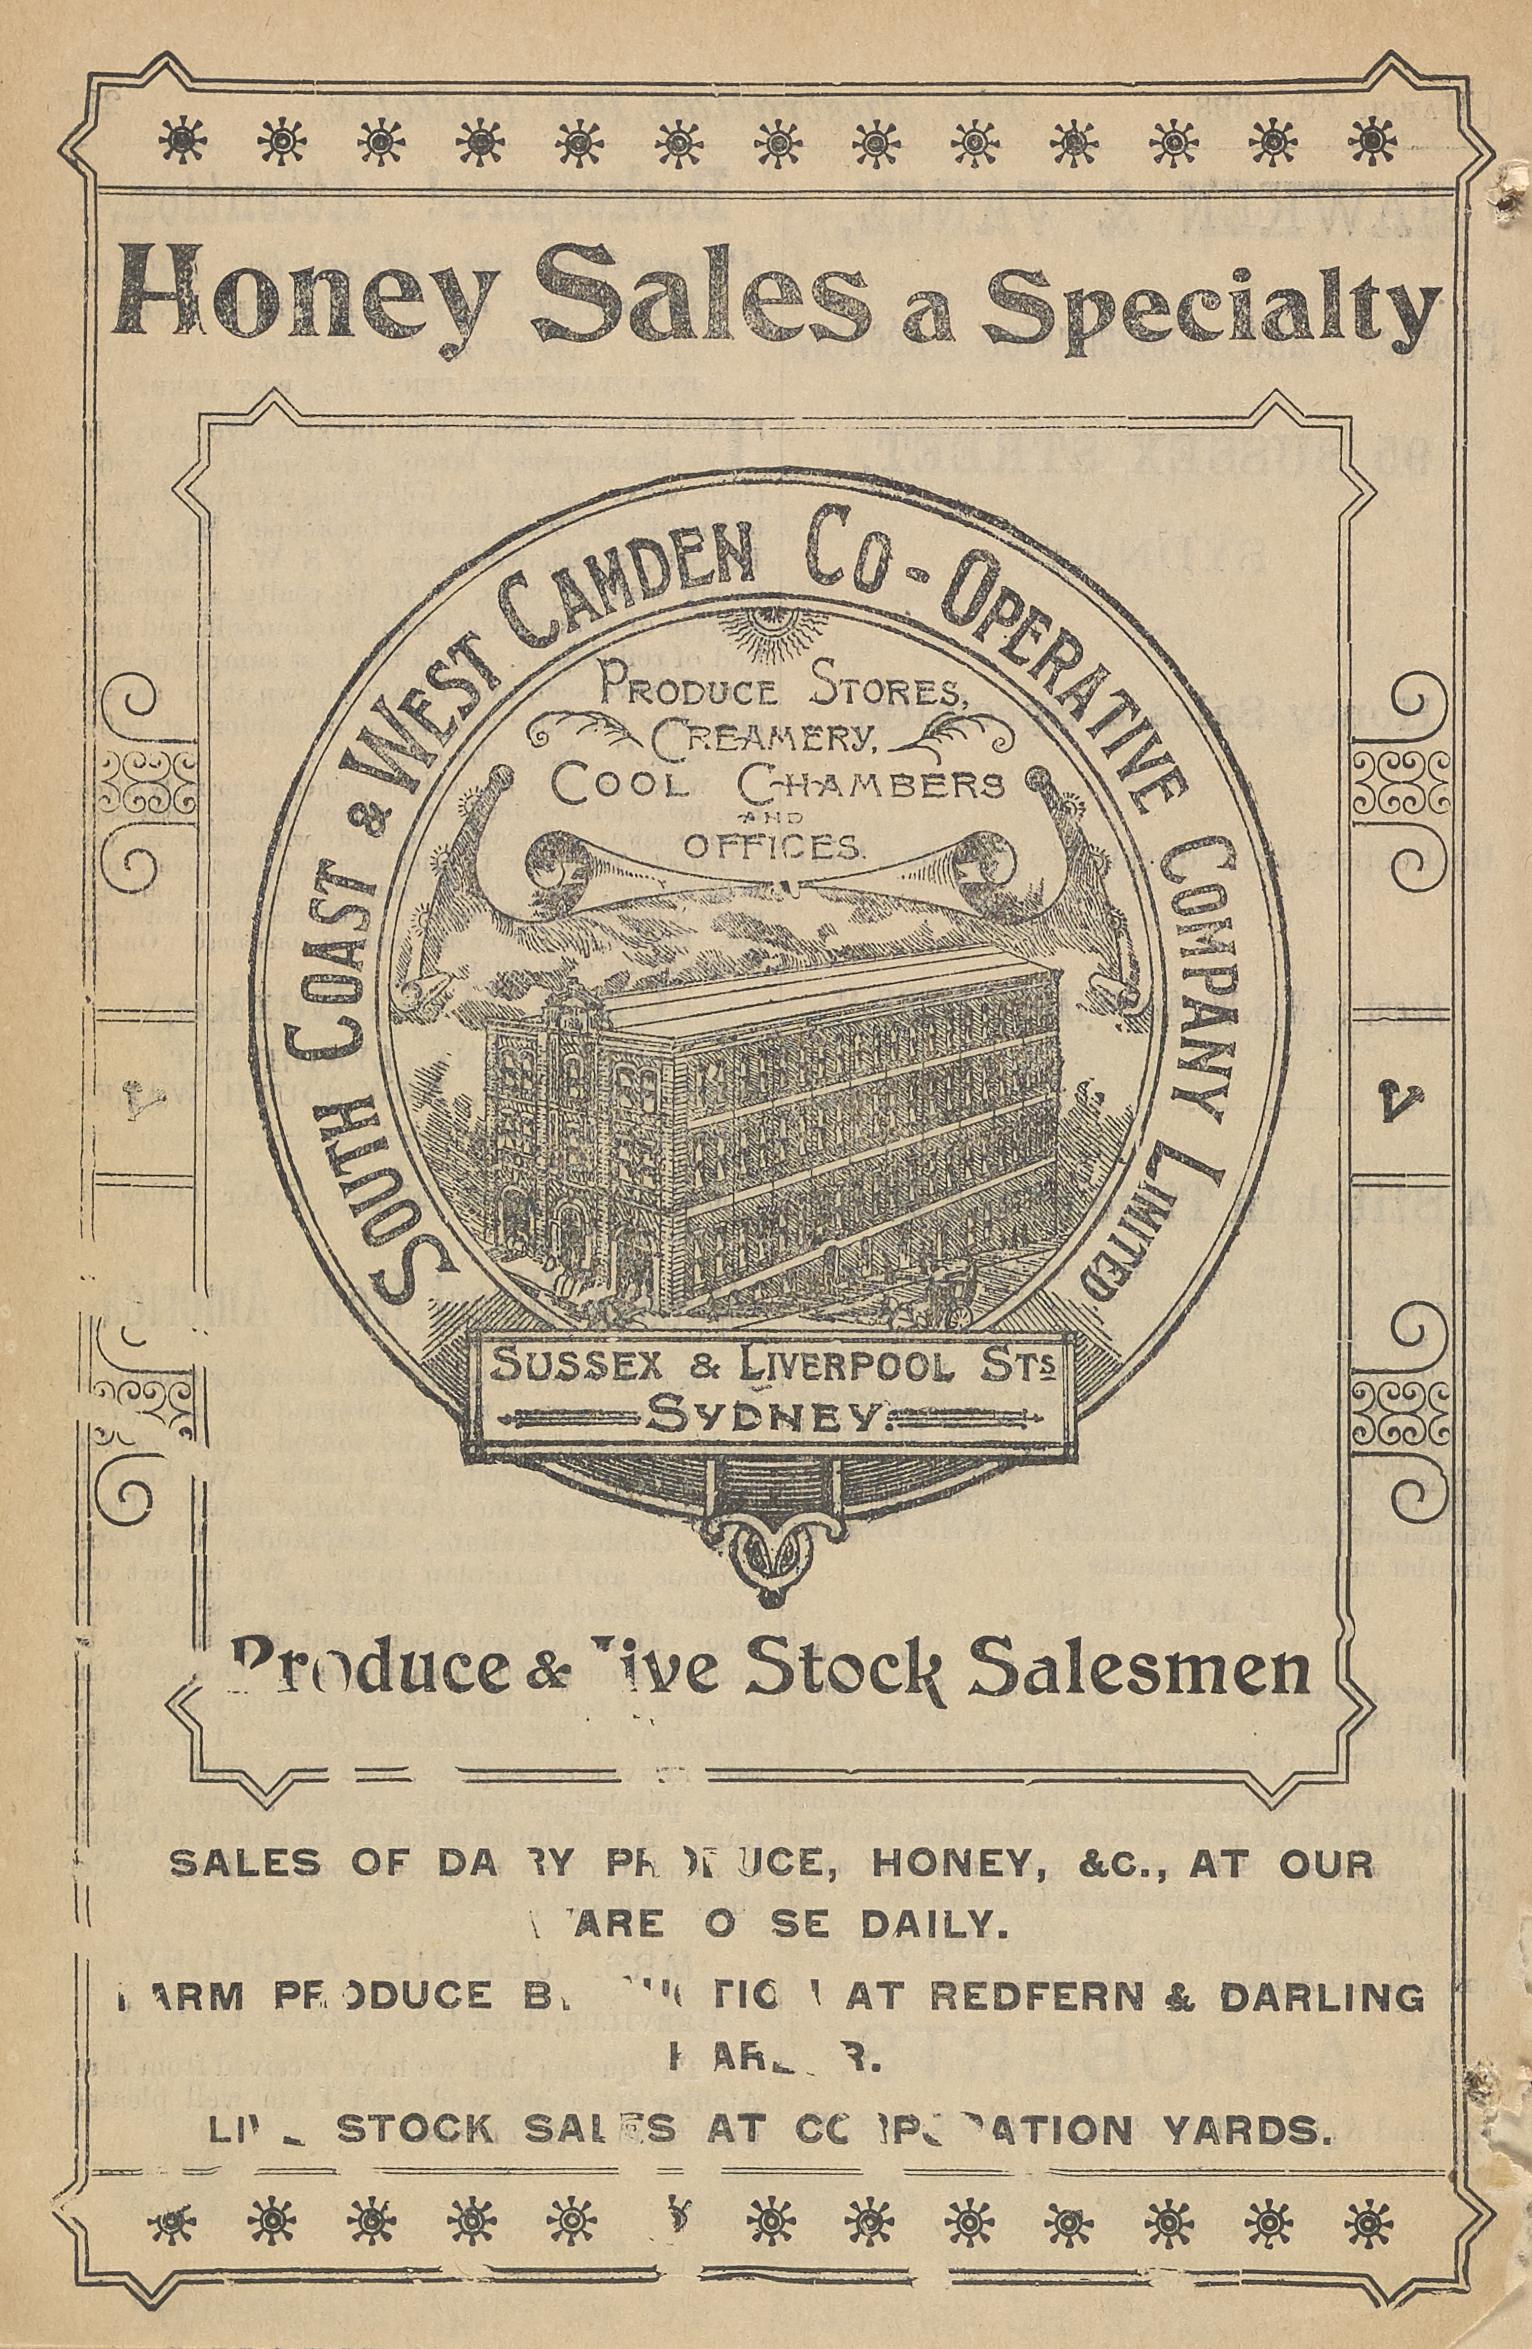 Honey Sales a Specialty
SOUTH COAST & WEST CAMDEN CO-OPERATIVE COMPANY LIMITED
PRODUCE STORES,
CREAMERY,
COOL CHAMBERS
AND
OFFICES.
SUSSEX & LIVERPOOL STS
SYDNEY.
Produce & Live Stock Salesmen
SALES OF DAIRY PRODUCE, HONEY, &C., AT OUR
WAREHOUSE DAILY.
FARM PRODUCE BY AUCTION AT REDFERN & DARLING
HARBOUR.
LIVE STOCK SALES AT CORPORATION YARDS.